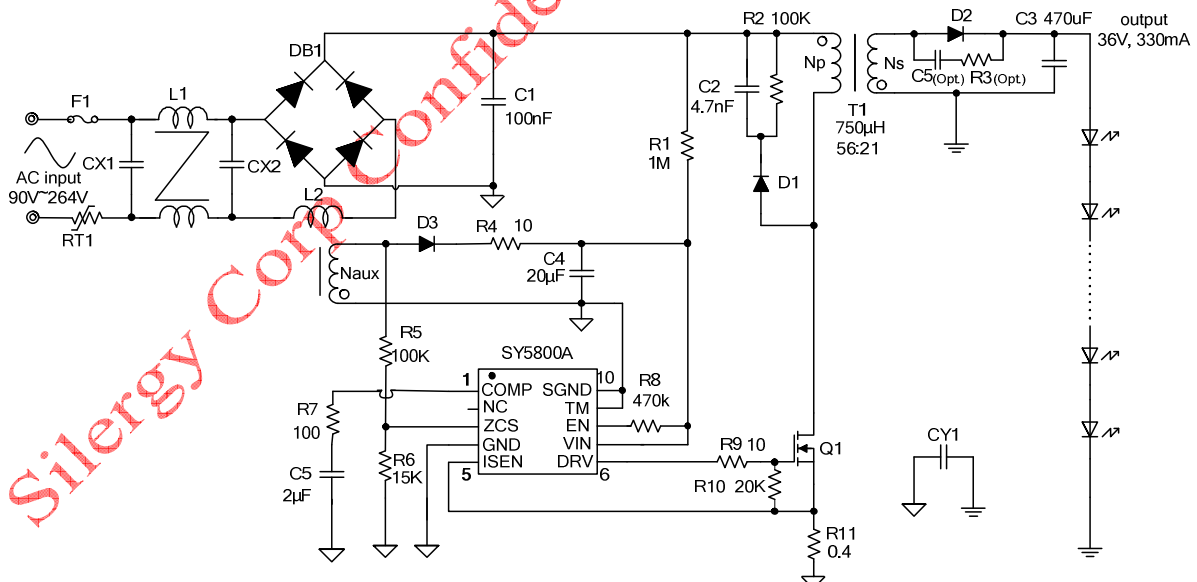 Silergy Corp Confide
F1
L1
DB1
CX1
CX2
AC input
90V~264V
RT1
L2
C1
100nF
R2 100K
C2
4.7nF
R1
1M
D1
Np
Ns
T1
750µH
56:21
D2
C5(Opt.)
R3(Opt.)
C3 470uF
output
36V, 330mA
D3
R4 10
Naux
C4
20µF
R5
100K
SY5800A
1
10
COMP
SGND
NC
TM
ZCS
EN
GND
VIN
ISEN
DRV
5
6
R8
470k
R7
100
C5
2µF
R6
15K
R9 10
R10 20K
Q1
R11
0.4
CY1